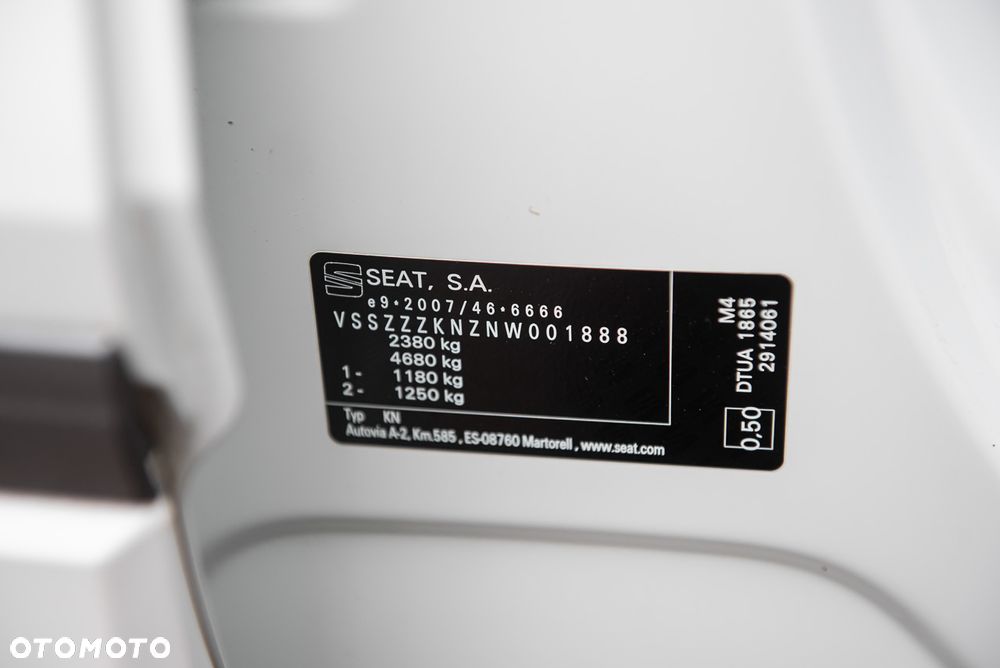 SEAT, S.A.
e9*2007/46*6666
VSSZZZKNZNW001888
2380 kg
4680 kg
1 - 1180 kg
2 - 1250 kg
Typ KN
Autovia A-2, Km.585 , ES-08760 Martorell , www.seat.com
M4
DTUA 1865
2914061
0,50
OTOMOTO